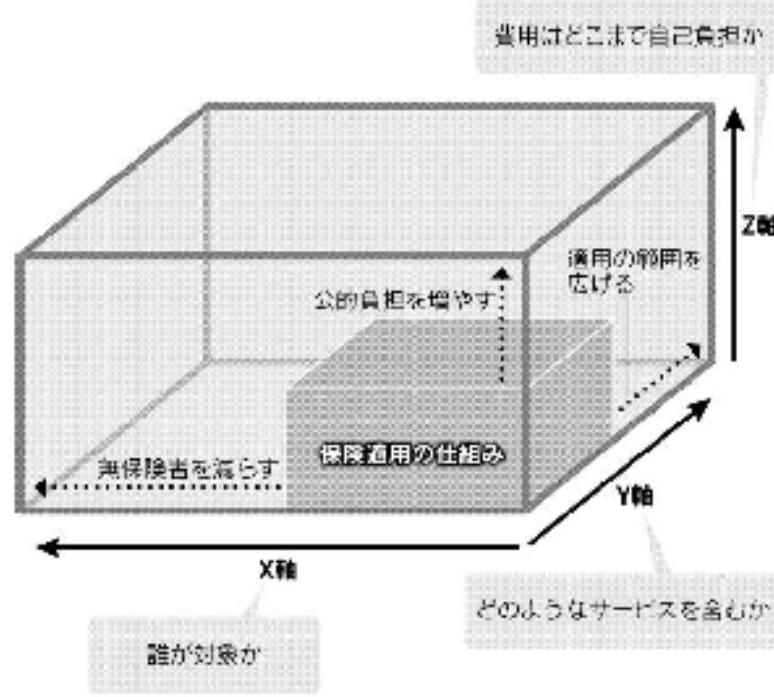 費用はどこまで自己負担か
Z軸
適用の範囲を
広げる
公的負担を増やす
保険適用の仕組み
無保険者を減らす
Y軸
X軸
どのようなサービスを含むか
誰が対象か